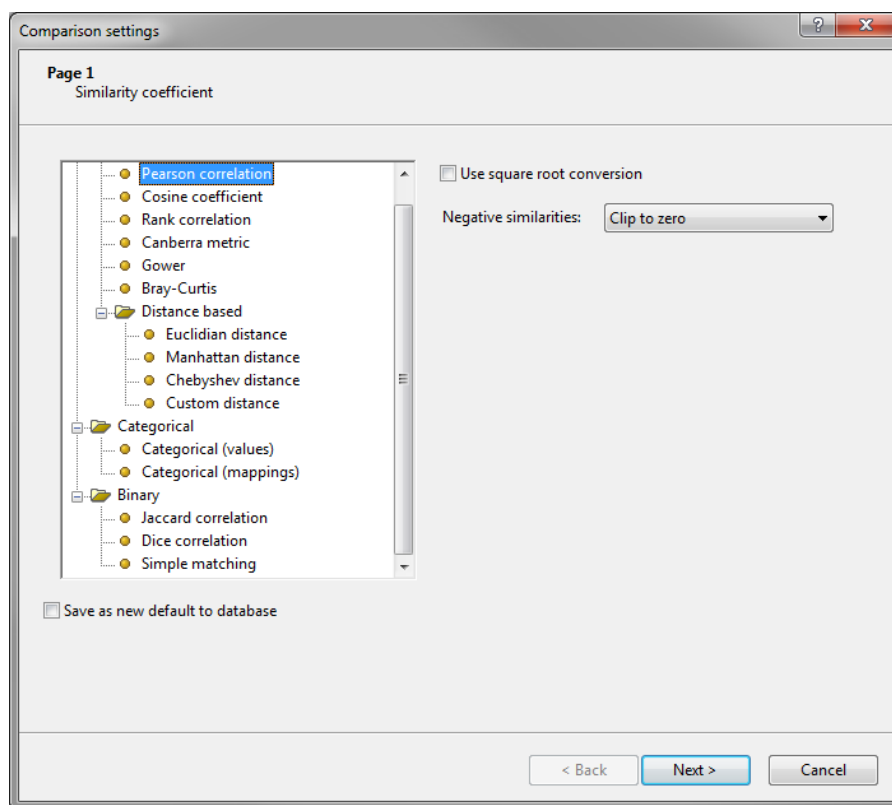 Comparison settings
?
Page 1
Similarity coefficient
Pearson correlation
Cosine coefficient
Rank correlation
Canberra metric
Gower
Bray-Curtis
Distance based
Euclidian distance
Manhattan distance
Chebyshev distance
Custom distance
Categorical
Categorical (values)
Categorical (mappings)
Binary
Jaccard correlation
Dice correlation
Simple matching
Use square root conversion
Negative similarities: Clip to zero
Save as new default to database
< Back Next > Cancel